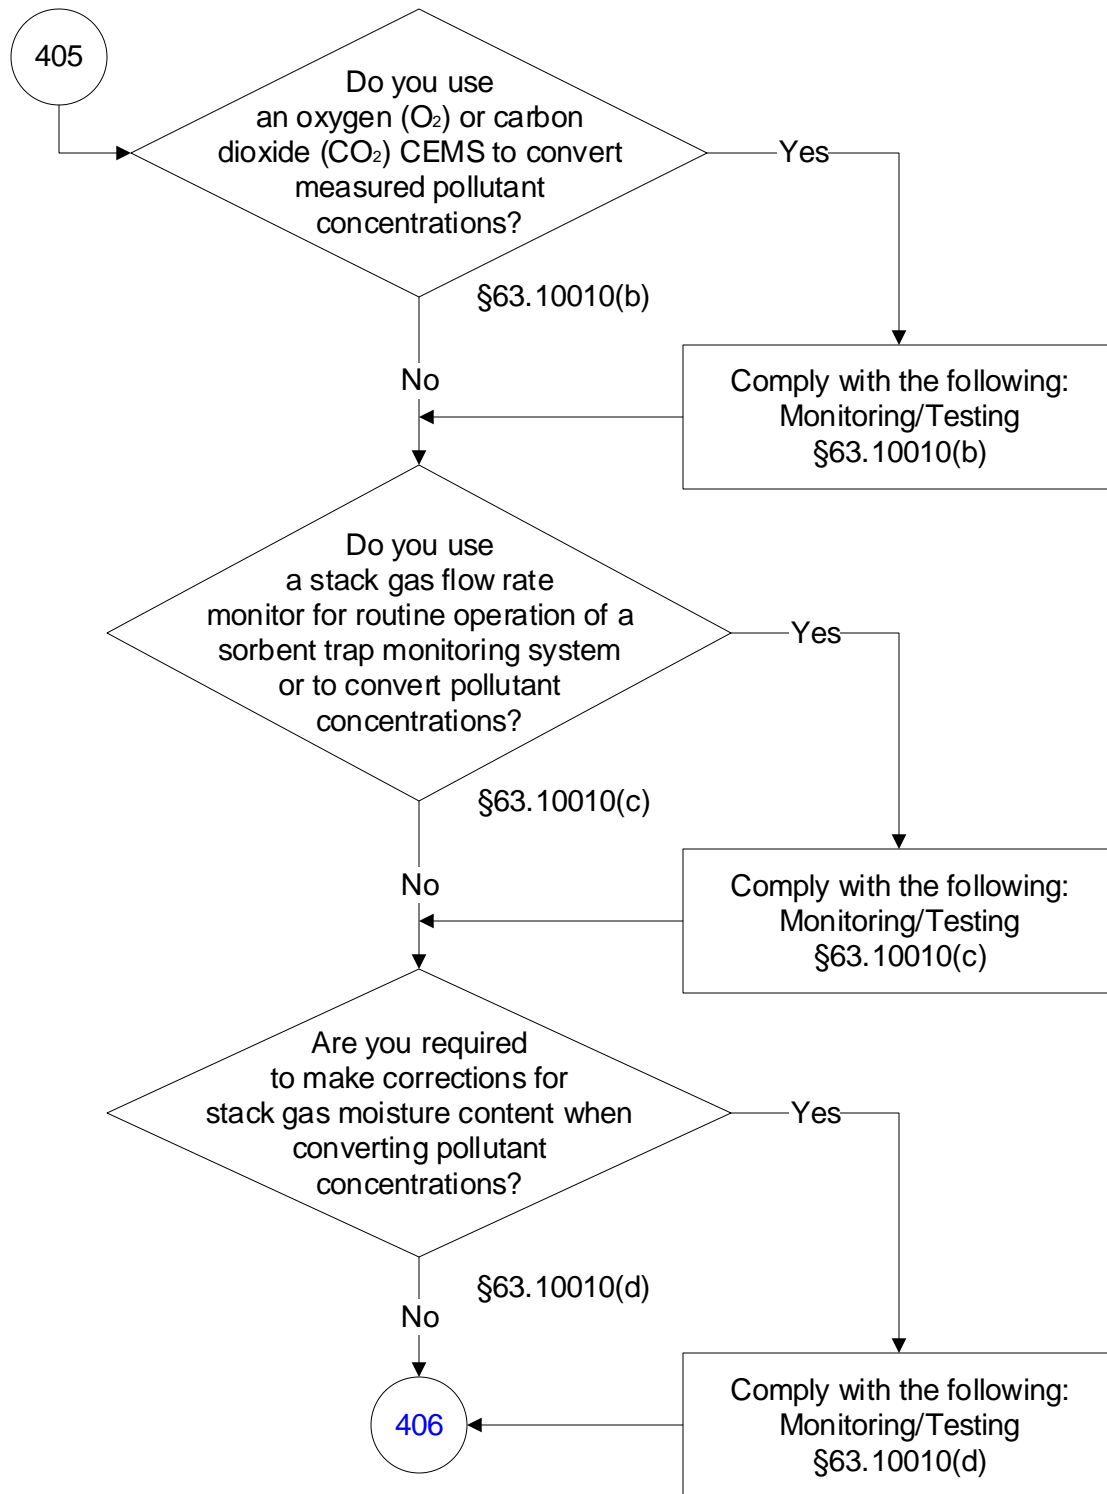 405
Do you use
an oxygen (O₂) or carbon
dioxide (CO₂) CEMS to convert
measured pollutant
concentrations?
Yes
§63.10010(b)
No
Comply with the following:
Monitoring/Testing
§63.10010(b)
Do you use
a stack gas flow rate
monitor for routine operation of a
sorbent trap monitoring system
or to convert pollutant
concentrations?
Yes
§63.10010(c)
No
Comply with the following:
Monitoring/Testing
§63.10010(c)
Are you required
to make corrections for
stack gas moisture content when
converting pollutant
concentrations?
Yes
§63.10010(d)
No
Comply with the following:
Monitoring/Testing
§63.10010(d)
406